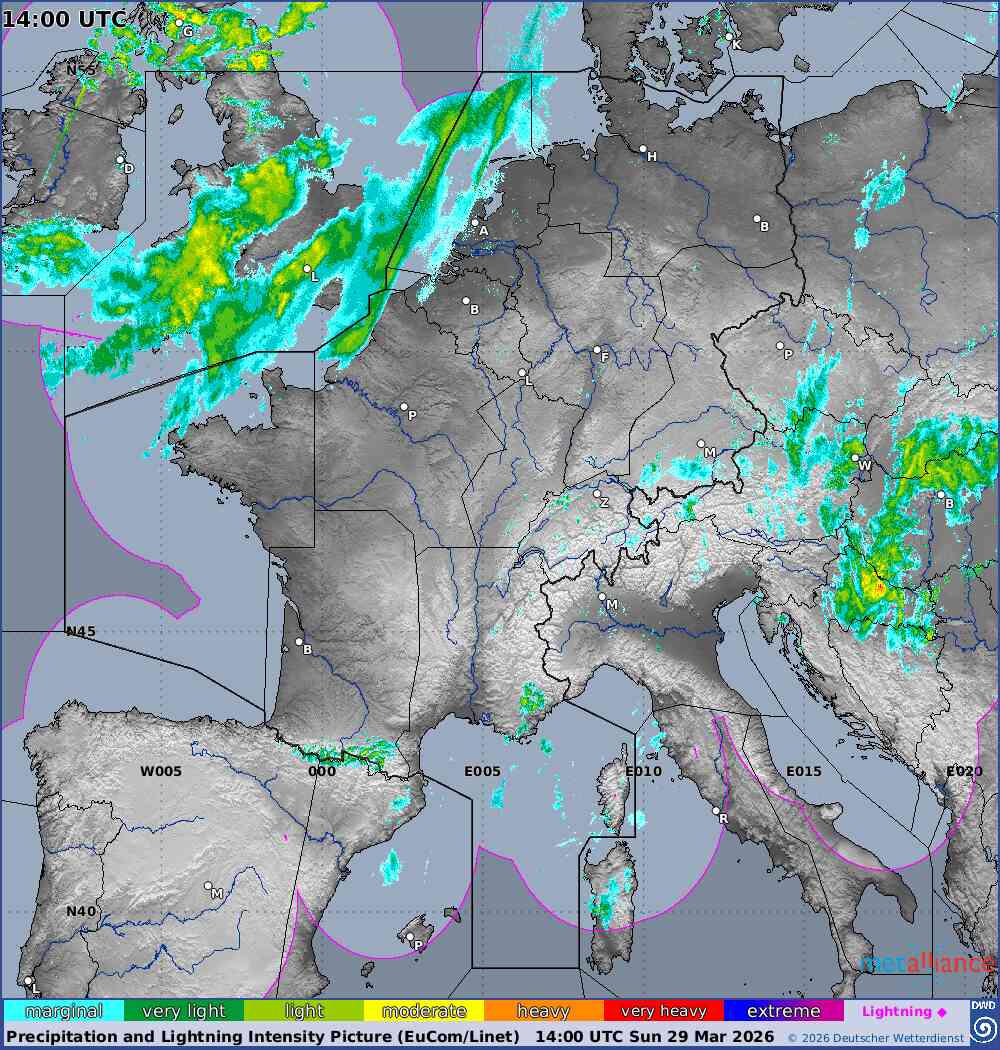 14:00 UTC
G
K
N55
D
H
A
B
L
B
P
F
L
P
M
W
Z
B
M
N45
B
W005
000
E005
E010
E015
E020
R
M
N40
P
L
metalliance
marginal very light light moderate heavy very heavy extreme Lightning ◆
DWD
Precipitation and Lightning Intensity Picture (EuCom/Linet) 14:00 UTC Sun 29 Mar 2026 © 2026 Deutscher Wetterdienst